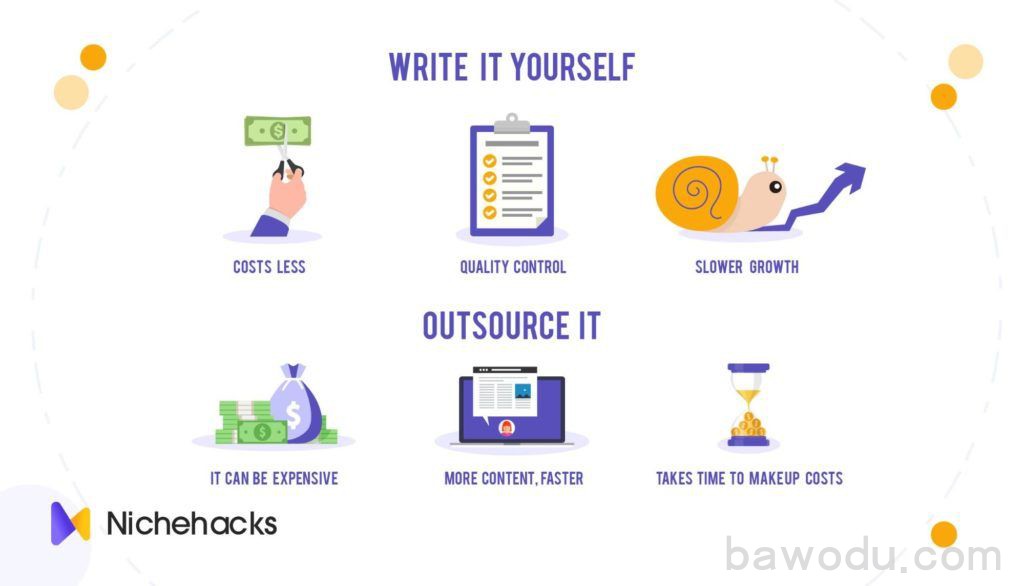 WRITE IT YOURSELF
COSTS LESS
QUALITY CONTROL
SLOWER GROWTH
OUTSOURCE IT
IT CAN BE EXPENSIVE
MORE CONTENT, FASTER
TAKES TIME TO MAKEUP COSTS
Nichehacks
bawodu.com